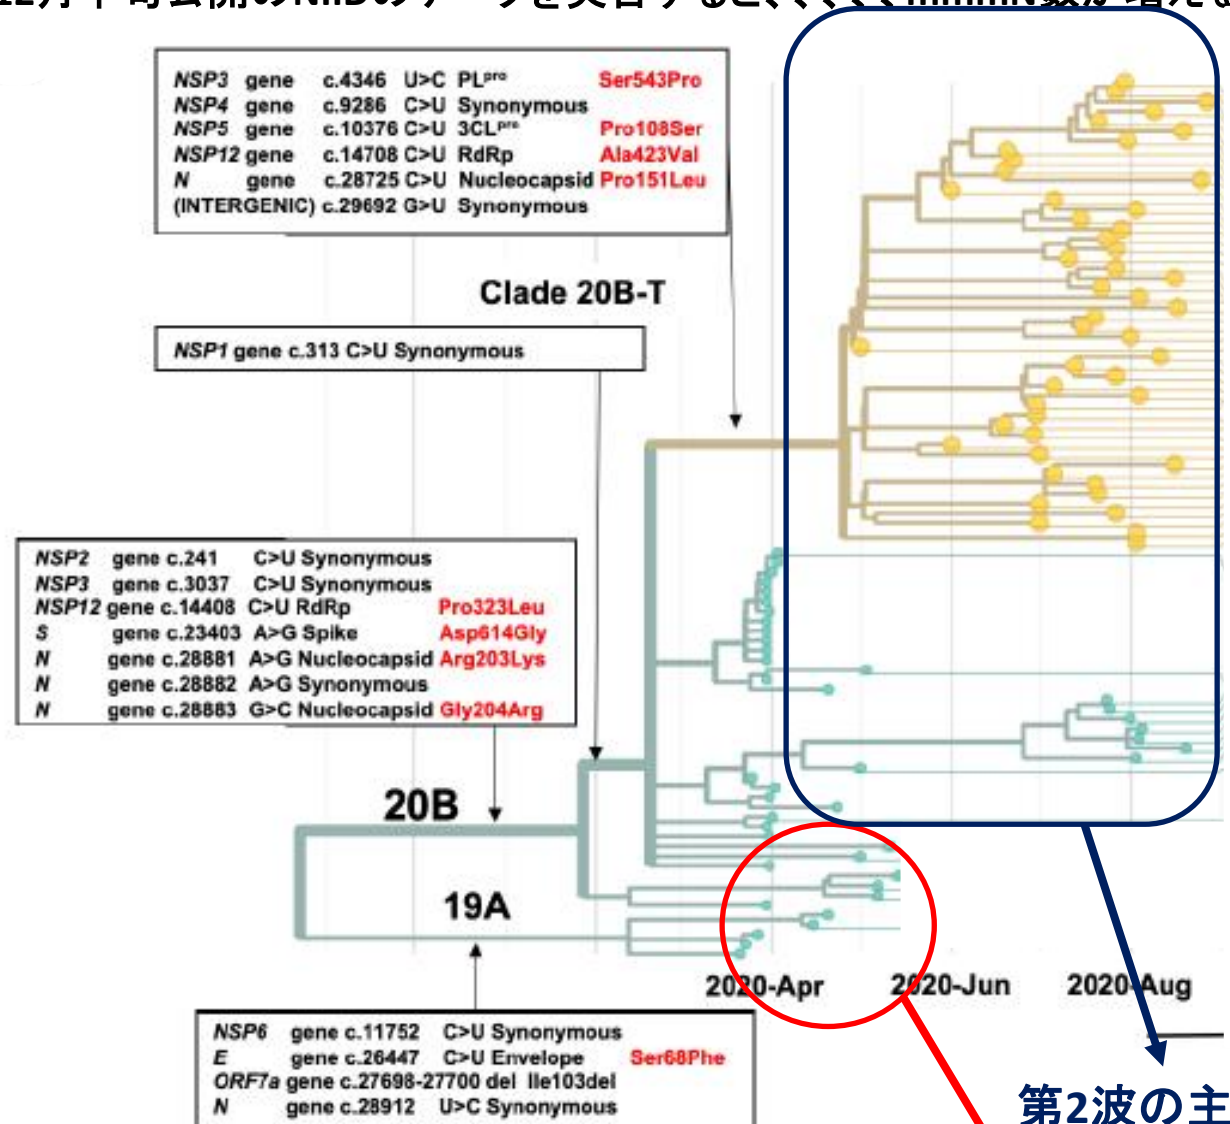 NSP3 gene c.4346 U>C PLpro Ser543Pro
NSP4 gene c.9286 C>U Synonymous
NSP5 gene c.10376 C>U 3CLpro Pro108Ser
NSP12 gene c.14708 C>U RdRp Ala423Val
N gene c.28725 C>U Nucleocapsid Pro151Leu
(INTERGENIC) c.29692 G>U Synonymous
Clade 20B-T
NSP1 gene c.313 C>U Synonymous
NSP2 gene c.241 C>U Synonymous
NSP3 gene c.3037 C>U Synonymous
NSP12 gene c.14408 C>U RdRp Pro323Leu
S gene c.23403 A>G Spike Asp614Gly
N gene c.28881 A>G Nucleocapsid Arg203Lys
N gene c.28882 A>G Synonymous
N gene c.28883 G>C Nucleocapsid Gly204Arg
20B
19A
2020-Apr 2020-Jun 2020-Aug
NSP6 gene c.11752 C>U Synonymous
E gene c.26447 C>U Envelope Ser68Phe
ORF7a gene c.27698-27700 del Ile103del
N gene c.28912 U>C Synonymous
第2波の主